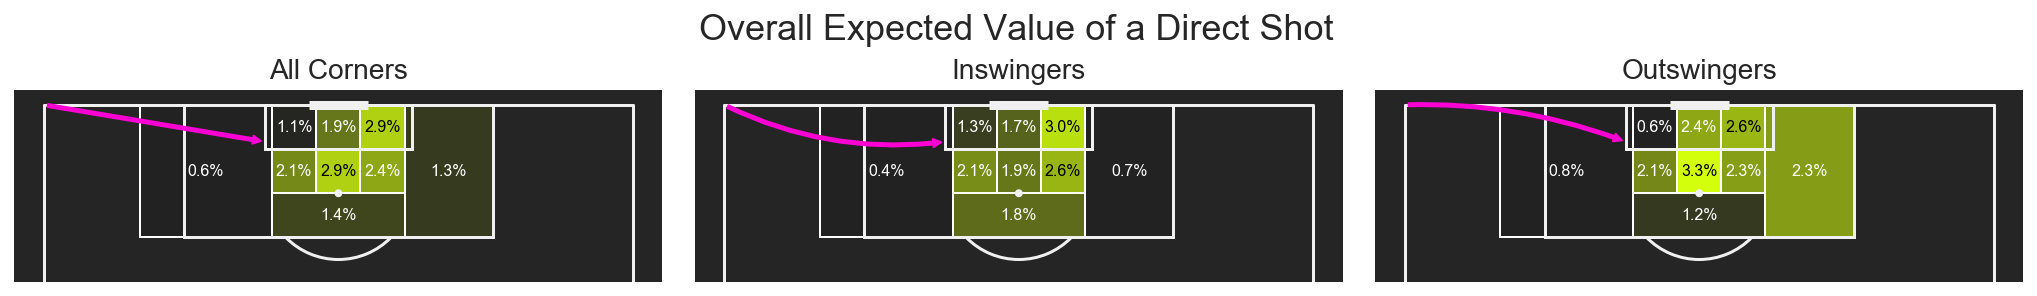 Overall Expected Value of a Direct Shot
All Corners
Inswingers
Outswingers
1.1% 1.9% 2.9%
0.6% 2.1% 2.9% 2.4% 1.3%
1.4%
1.3% 1.7% 3.0%
0.4% 2.1% 1.9% 2.6% 0.7%
1.8%
0.6% 2.4% 2.6%
0.8% 2.1% 3.3% 2.3% 2.3%
1.2%